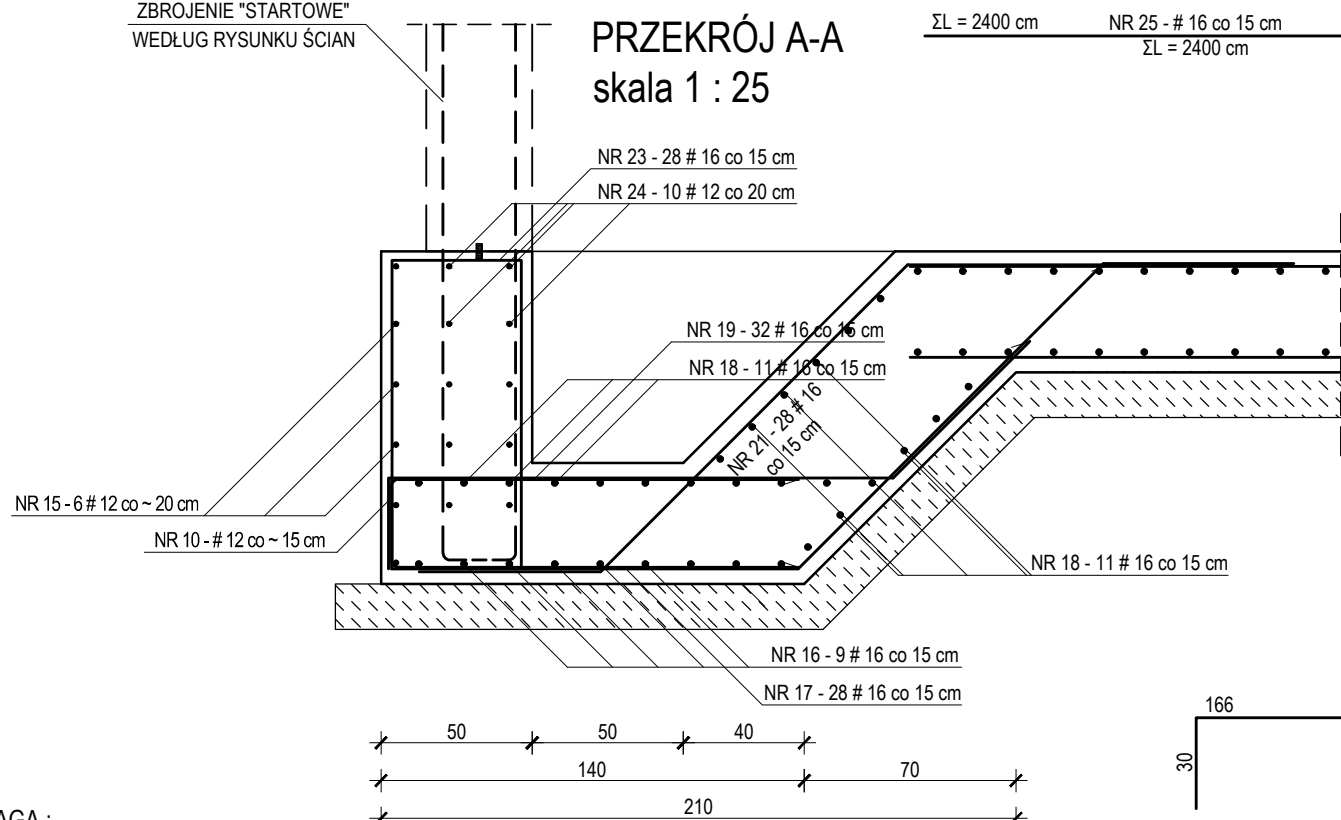 ZBROJENIE "STARTOWE"
WEDŁUG RYSUNKU ŚCIAN
PRZEKRÓJ A-A
skala 1 : 25
ΣL = 2400 cm
NR 25 - # 16 co 15 cm
ΣL = 2400 cm
NR 23 - 28 # 16 co 15 cm
NR 24 - 10 # 12 co 20 cm
NR 19 - 32 # 16 co 15 cm
NR 18 - 11 # 16 co 15 cm
NR 21 - 28 # 16
co 15 cm
NR 15 - 6 # 12 co ~ 20 cm
NR 10 - # 12 co ~ 15 cm
NR 18 - 11 # 16 co 15 cm
NR 16 - 9 # 16 co 15 cm
NR 17 - 28 # 16 co 15 cm
166
30
50
50
40
140
70
210